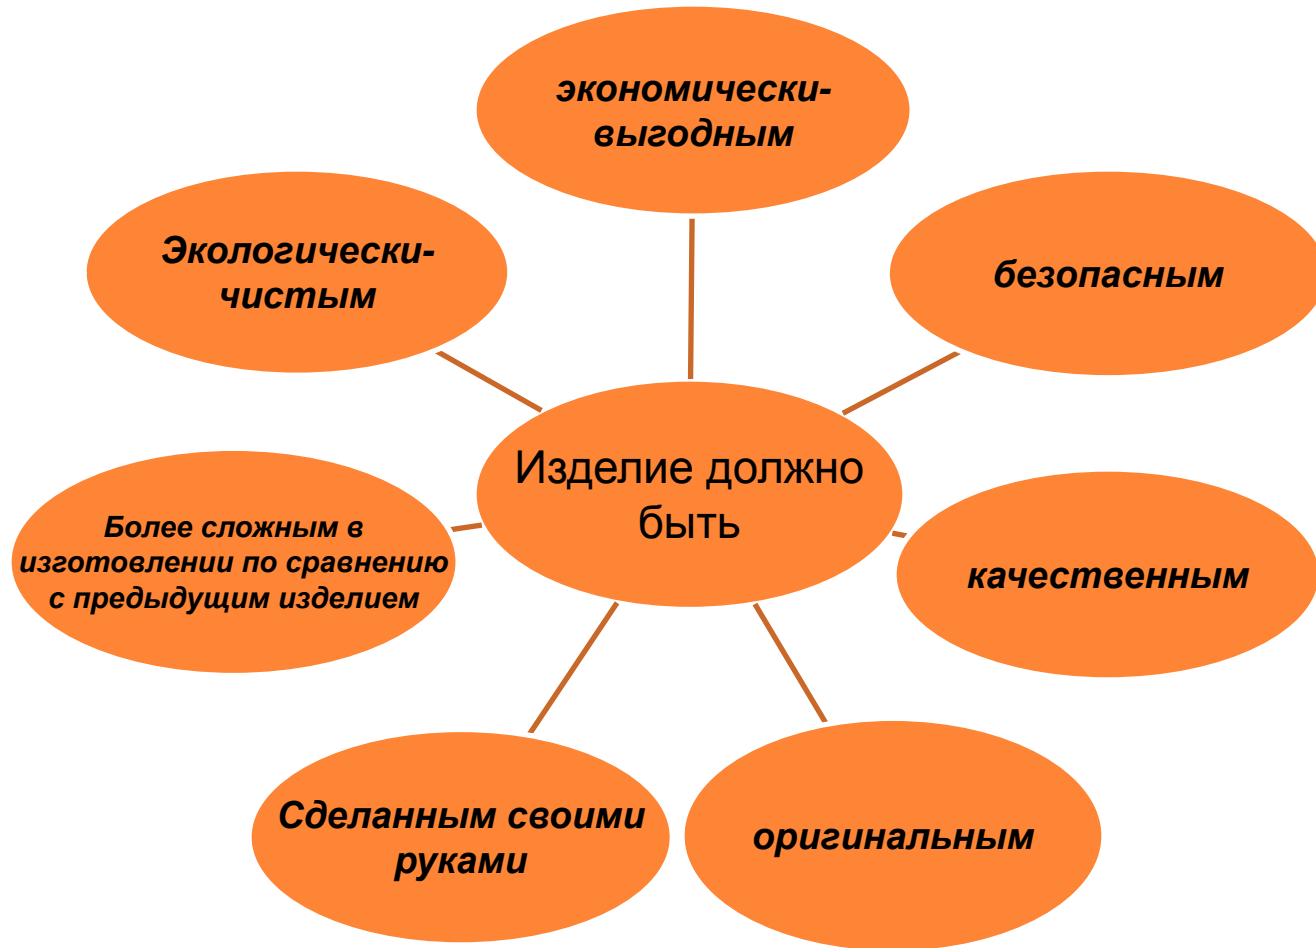 экономически-
выгодным
Экологически-
чистым
безопасным
Изделие должно
быть
Более сложным в
изготовлении по сравнению
с предыдущим изделием
качественным
Сделанным своими
руками
оригинальным